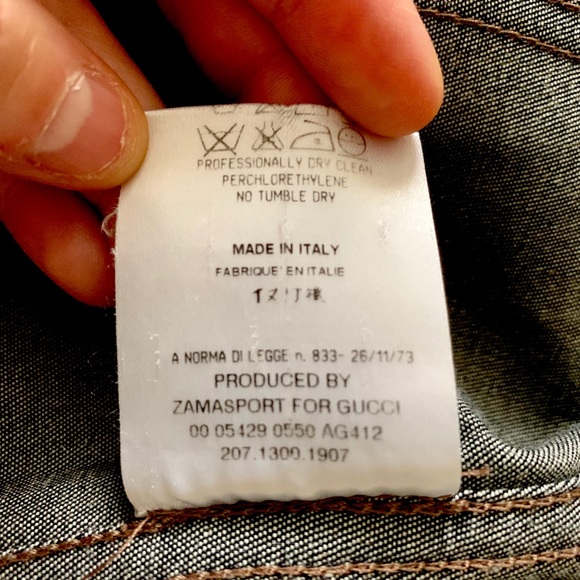 PROFESSIONALLY DRY CLEAN
PERCHLORETHYLENE
NO TUMBLE DRY
MADE IN ITALY
FABRIQUE' EN ITALIE
A NORMA DI LEGGE n. 833- 26/11/73
PRODUCED BY
ZAMASPORT FOR GUCCI
00 05429 0550 AG412
207.1300.1907